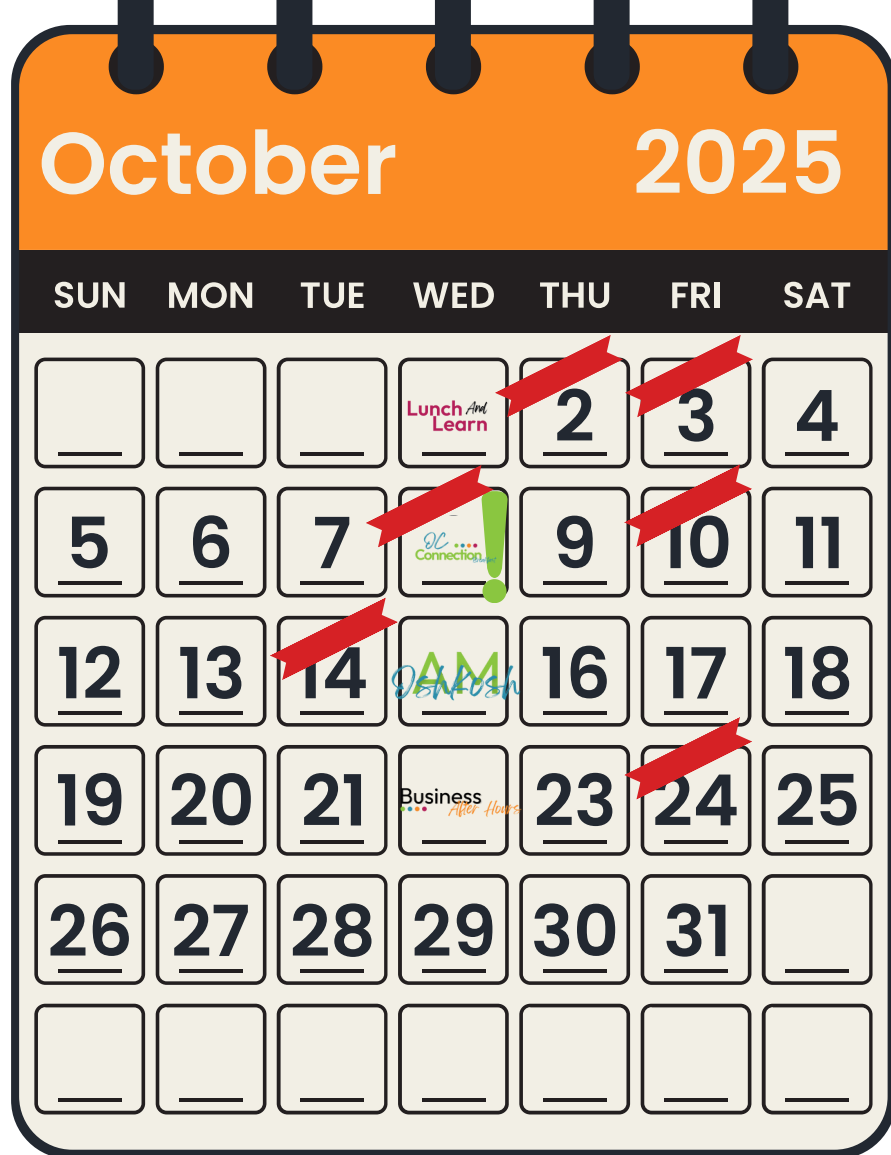 October 2025
SUN MON TUE WED THU FRI SAT
Lunch And
Learn
2 3 4
5 6 7
OC
Connection
9 10 11
12 13 14
AM
Oshkosh
16 17 18
19 20 21
Business
After Hours
23 24 25
26 27 28 29 30 31